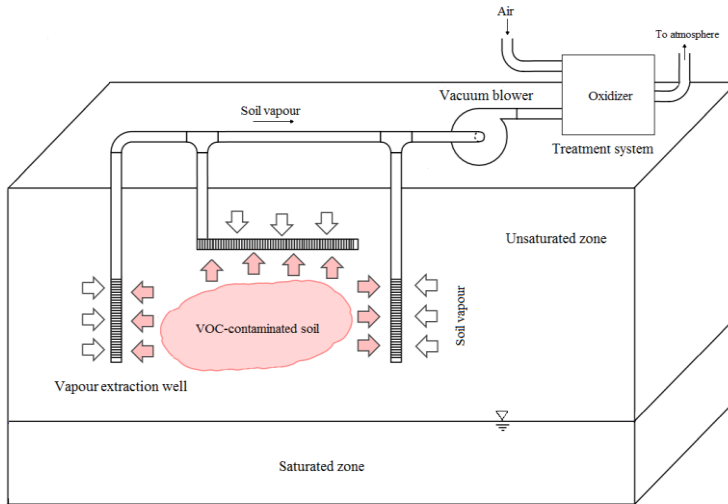 Air
To atmosphere
Vacuum blower
Oxidizer
Soil vapour
Treatment system
Unsaturated zone
VOC-contaminated soil
Soil vapour
Vapour extraction well
Saturated zone